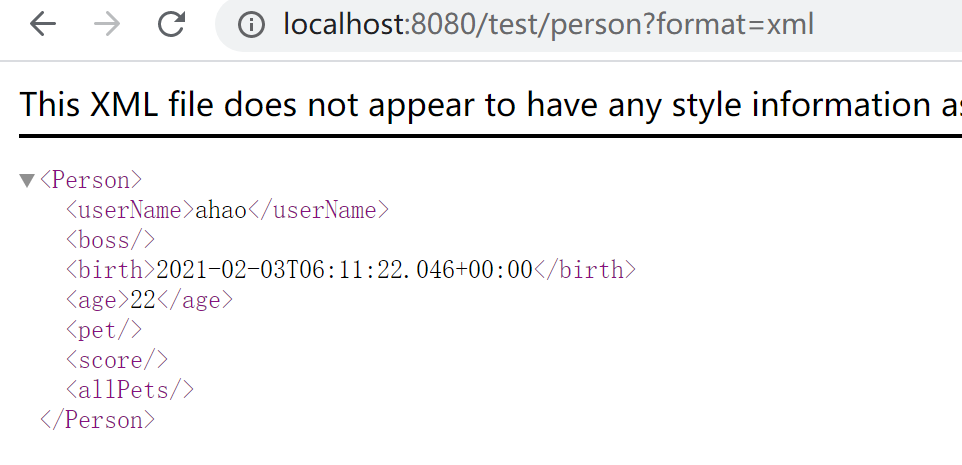 localhost:8080/test/person?format=xml
This XML file does not appear to have any style information
▼<Person>
<userName>ahao</userName>
<boss/>
<birth>2021-02-03T06:11:22.046+00:00</birth>
<age>22</age>
<pet/>
<score/>
<allPets/>
</Person>